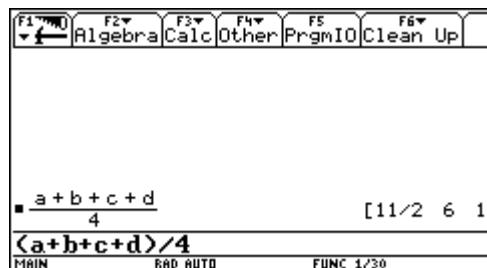 F1 F2 F3 F4 F5 F6
Algebra Calc Other PrgmIO Clean Up
a + b + c + d
4
[11/2 6 1
(a+b+c+d)/4
MAIN RAD AUTO FUNC 1/30